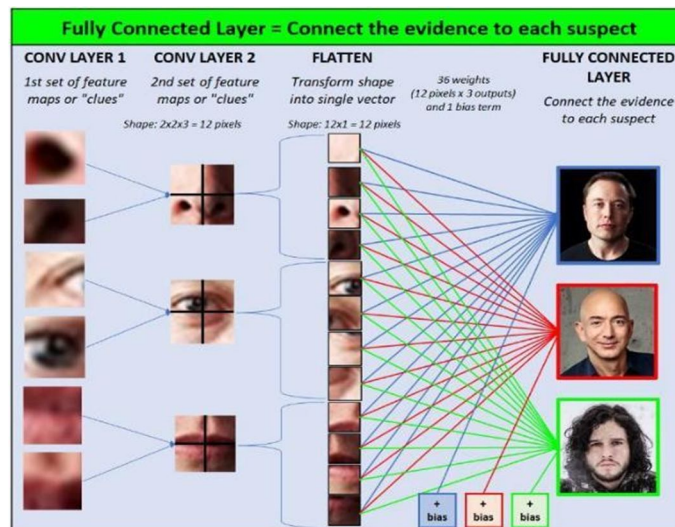 Fully Connected Layer = Connect the evidence to each suspect
CONV LAYER 1
1st set of feature
maps or "clues"
CONV LAYER 2
2nd set of feature
maps or "clues"
Shape: 2x2x3 = 12 pixels
FLATTEN
Transform shape
into single vector
Shape: 12x1 = 12 pixels
36 weights
(12 pixels x 3 outputs)
and 1 bias term
FULLY CONNECTED
LAYER
Connect the evidence
to each suspect
+
bias
+
bias
+
bias